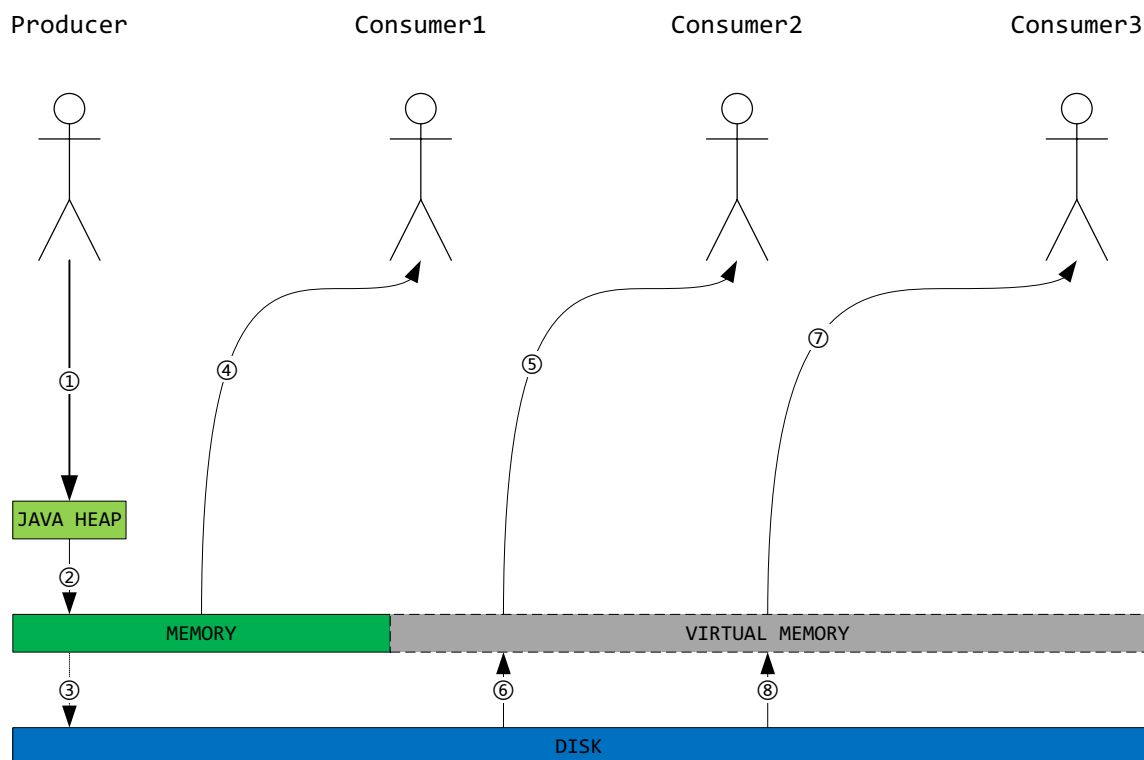 Producer Consumer1 Consumer2 Consumer3
⑦
⑤
④
①
JAVA HEAP
②
MEMORY VIRTUAL MEMORY
③ ⑥ ⑧
DISK